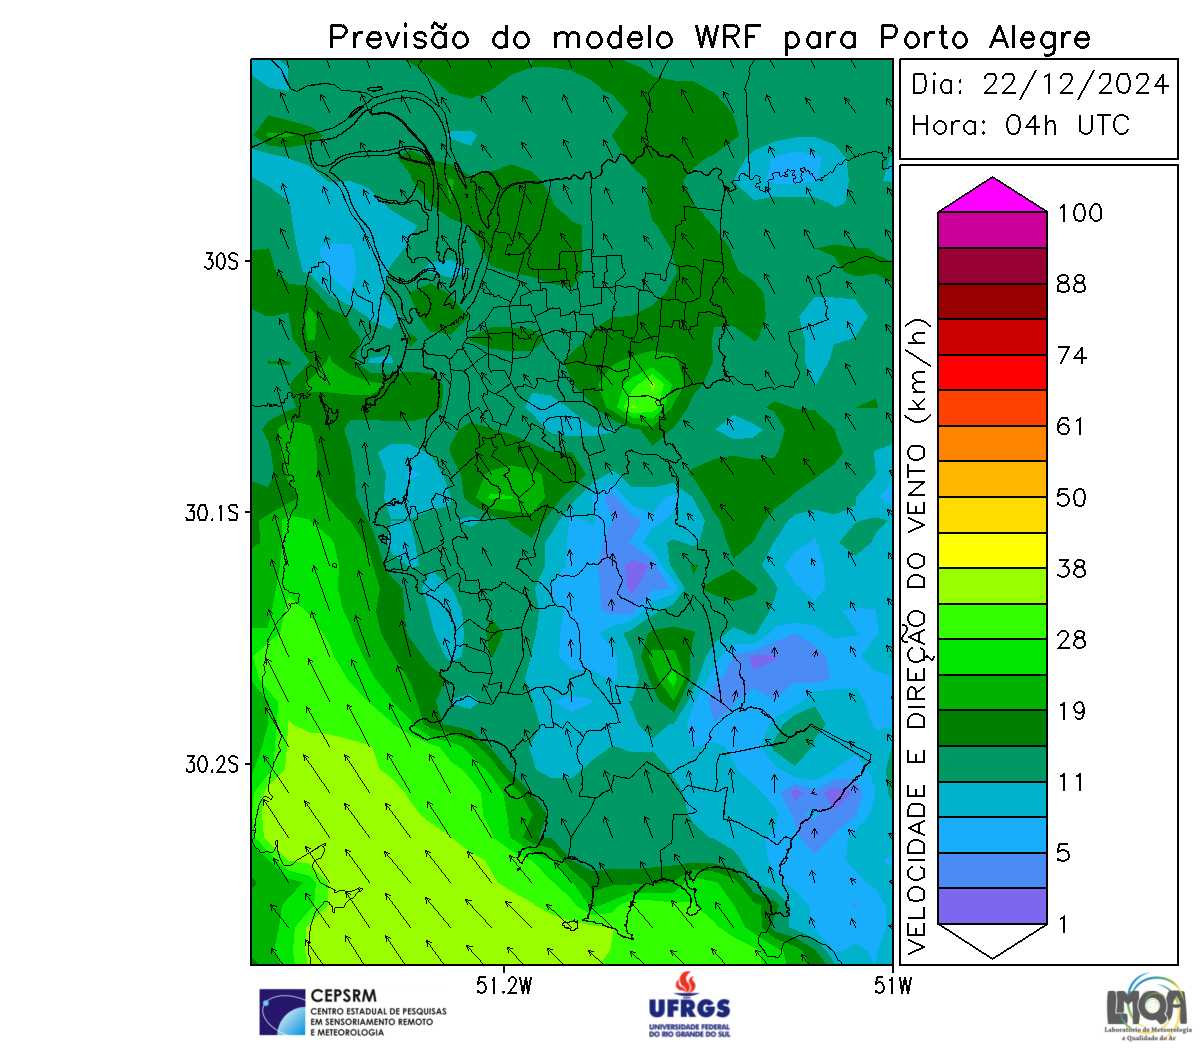 Previsão do modelo WRF para Porto Alegre
Dia: 22/12/2024
Hora: 04h UTC
100
88
74
61
50
38
28
19
11
5
1
VELOCIDADE E DIREÇÃO DO VENTO (km/h)
30S
30.1S
30.2S
51.2W
51W
CEPSRM
CENTRO ESTADUAL DE PESQUISAS
EM SENSORIAMENTO REMOTO
E METEOROLOGIA
UFRGS
UNIVERSIDADE FEDERAL
DO RIO GRANDE DO SUL
LMQA
Laboratório de Meteorologia
e Qualidade do Ar